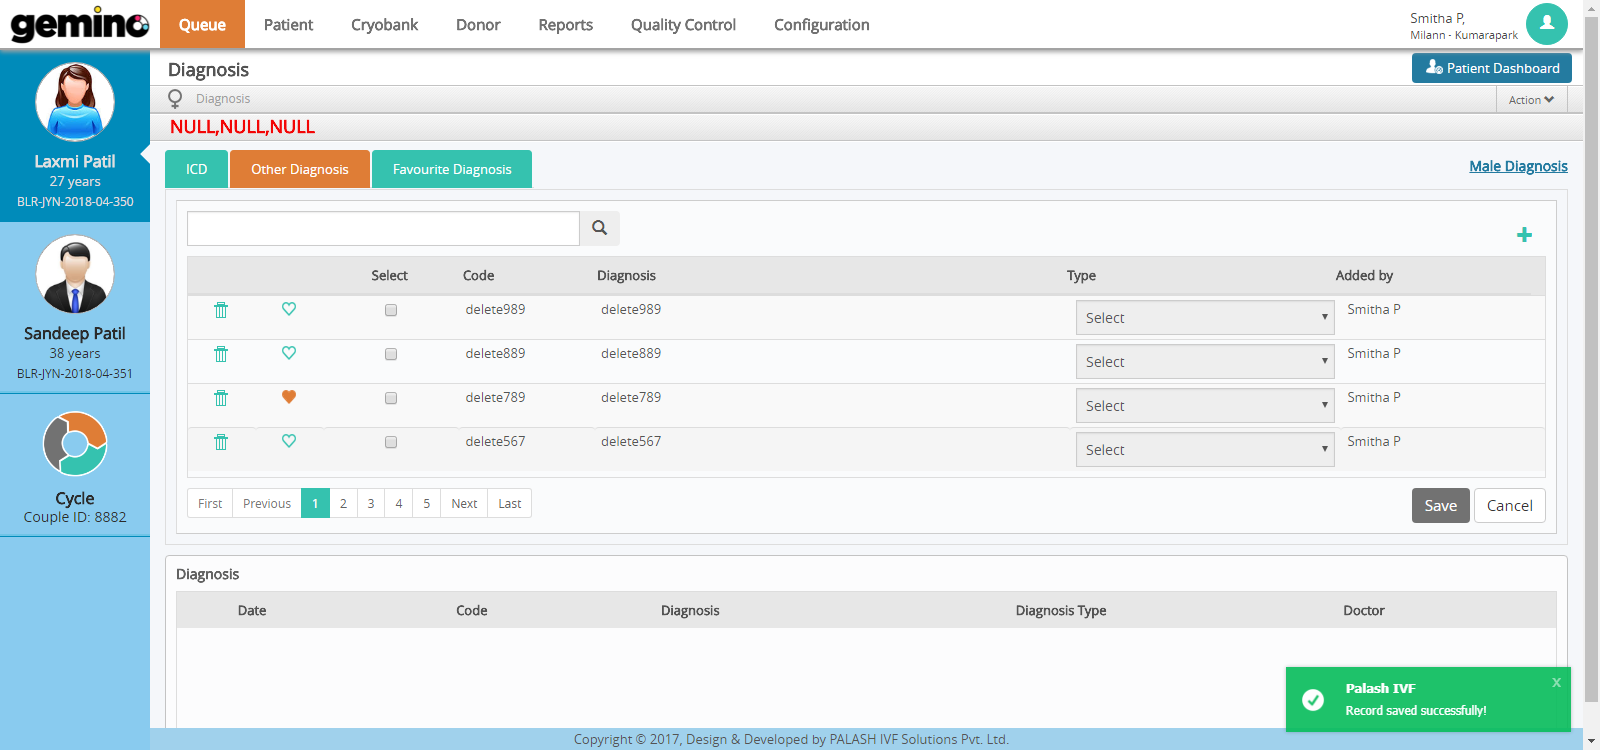 gemino
Queue Patient Cryobank Donor Reports Quality Control Configuration
Smitha P,
Milann - Kumarapark
Laxmi Patil
27 years
BLR-JYN-2018-04-350
Sandeep Patil
38 years
BLR-JYN-2018-04-351
Cycle
Couple ID: 8882
Diagnosis
Patient Dashboard
Diagnosis
Action
NULL,NULL,NULL
ICD Other Diagnosis Favourite Diagnosis
Male Diagnosis
Select Code Diagnosis Type Added by
delete989 delete989 Select Smitha P
delete889 delete889 Select Smitha P
delete789 delete789 Select Smitha P
delete567 delete567 Select Smitha P
First Previous 1 2 3 4 5 Next Last
Save Cancel
Diagnosis
Date Code Diagnosis Diagnosis Type Doctor
Palash IVF x
Record saved successfully!
Copyright © 2017, Design & Developed by PALASH IVF Solutions Pvt. Ltd.